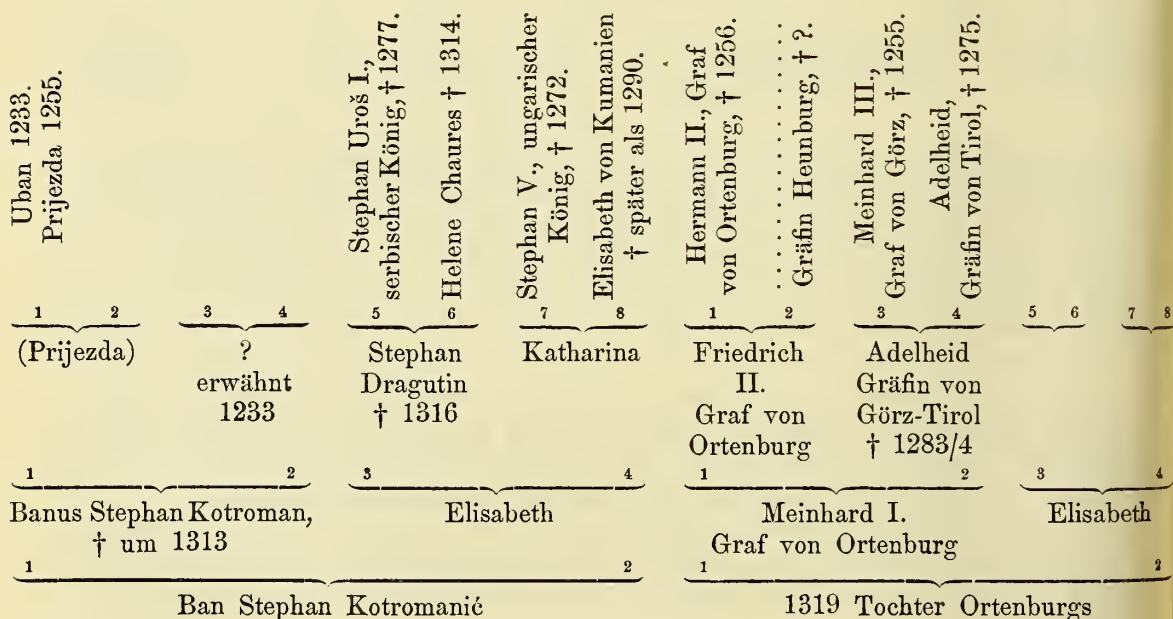 Uban 1233.
Prijezda 1255.
Stephan Uroš I.,
serbischer König, † 1277.
Helene Chaures † 1314.
Stephan V., ungarischer
König, † 1272.
Elisabeth von Kumanien
† später als 1290.
Hermann II., Graf
von Ortenburg, † 1256.
. . . . . . . . . . . . . . .
Gräfin Heunburg, † ?.
Meinhard III.,
Graf von Görz, † 1255.
Adelheid,
Gräfin von Tirol, † 1275.
1 2 3 4 5 6 7 8 1 2 3 4 5 6 7 8
(Prijezda) ? Stephan Katharina Friedrich Adelheid
erwähnt Dragutin II. Gräfin von
1233 † 1316 Graf von Görz-Tirol
Ortenburg † 1283/4
1 2 3 4 1 2 3 4
Banus Stephan Kotroman, Elisabeth Meinhard I. Elisabeth
† um 1313 Graf von Ortenburg
1 2 1 2
Ban Stephan Kotromanić 1319 Tochter Ortenburgs